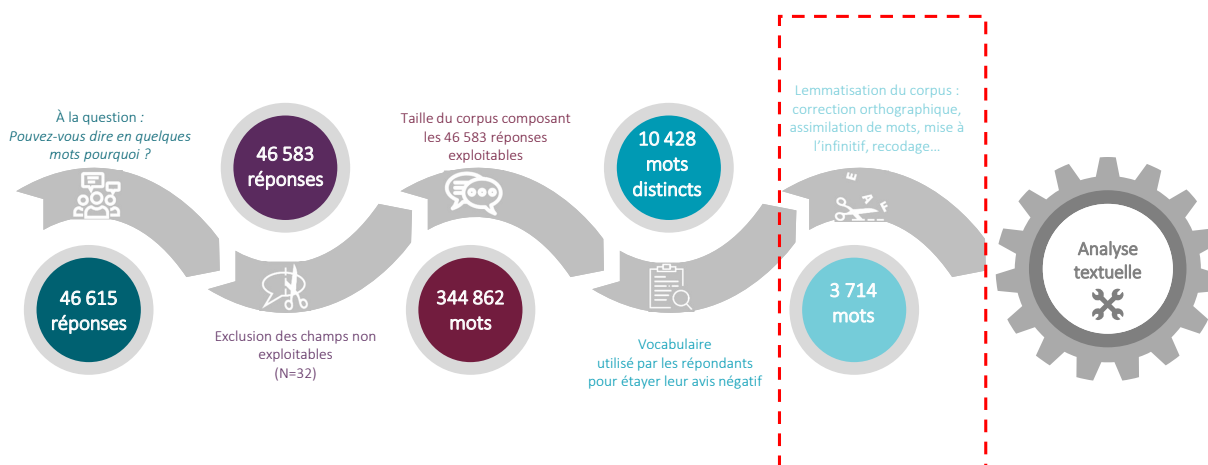 À la question :
Pouvez-vous dire en quelques
mots pourquoi ?
46 615
réponses
46 583
réponses
Exclusion des champs non
exploitables
(N=32)
Taille du corpus composant
les 46 583 réponses
exploitables
344 862
mots
10 428
mots
distincts
Vocabulaire
utilisé par les répondants
pour étayer leur avis négatif
Lemmatisation du corpus :
correction orthographique,
assimilation de mots, mise à
l'infinitif, recodage…
E A F
3 714
mots
Analyse
textuelle